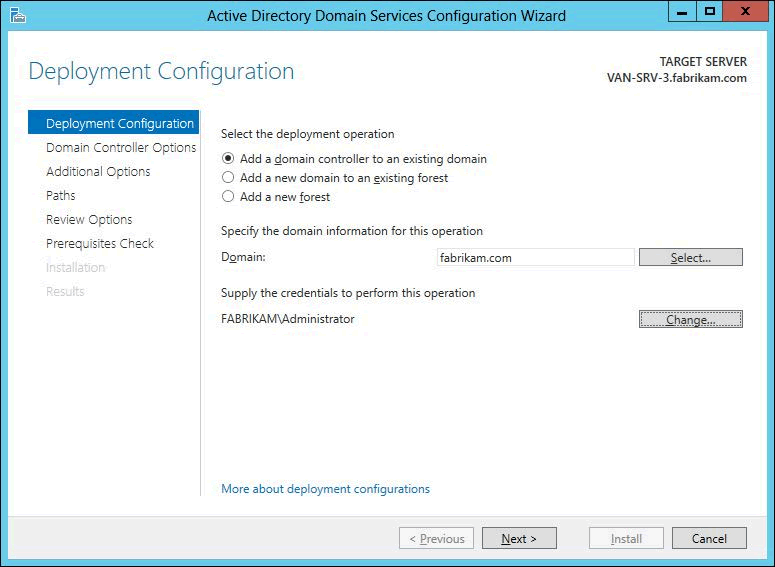 Active Directory Domain Services Configuration Wizard
Deployment Configuration
TARGET SERVER
VAN-SRV-3.fabrikam.com
Deployment Configuration
Domain Controller Options
Additional Options
Paths
Review Options
Prerequisites Check
Installation
Results
Select the deployment operation
Add a domain controller to an existing domain
Add a new domain to an existing forest
Add a new forest
Specify the domain information for this operation
Domain:
fabrikam.com
Select...
Supply the credentials to perform this operation
FABRIKAM\Administrator
Change...
More about deployment configurations
< Previous
Next >
Install
Cancel